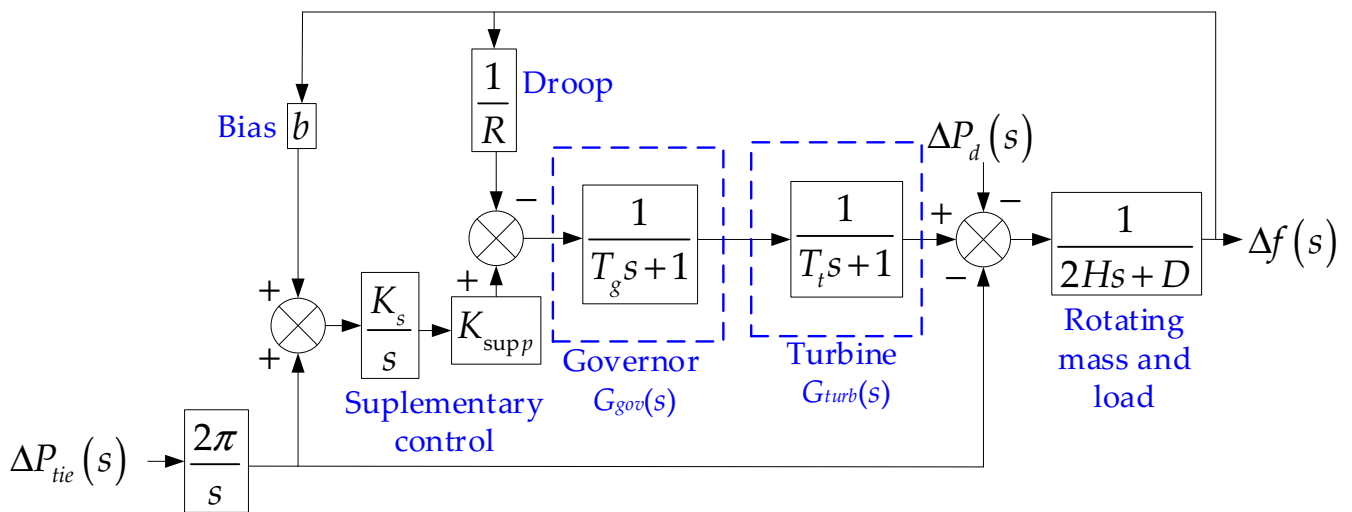 1
R
Droop
Bias
b
ΔP_d(s)
−
+
−
−
1
T_g s+1
1
T_t s+1
1
2Hs+D
Δf(s)
+
+
K_s
s
+
K_supp
Governor
G_gov(s)
Turbine
G_turb(s)
Rotating
mass and
load
Suplementary
control
ΔP_tie(s)
2π
s